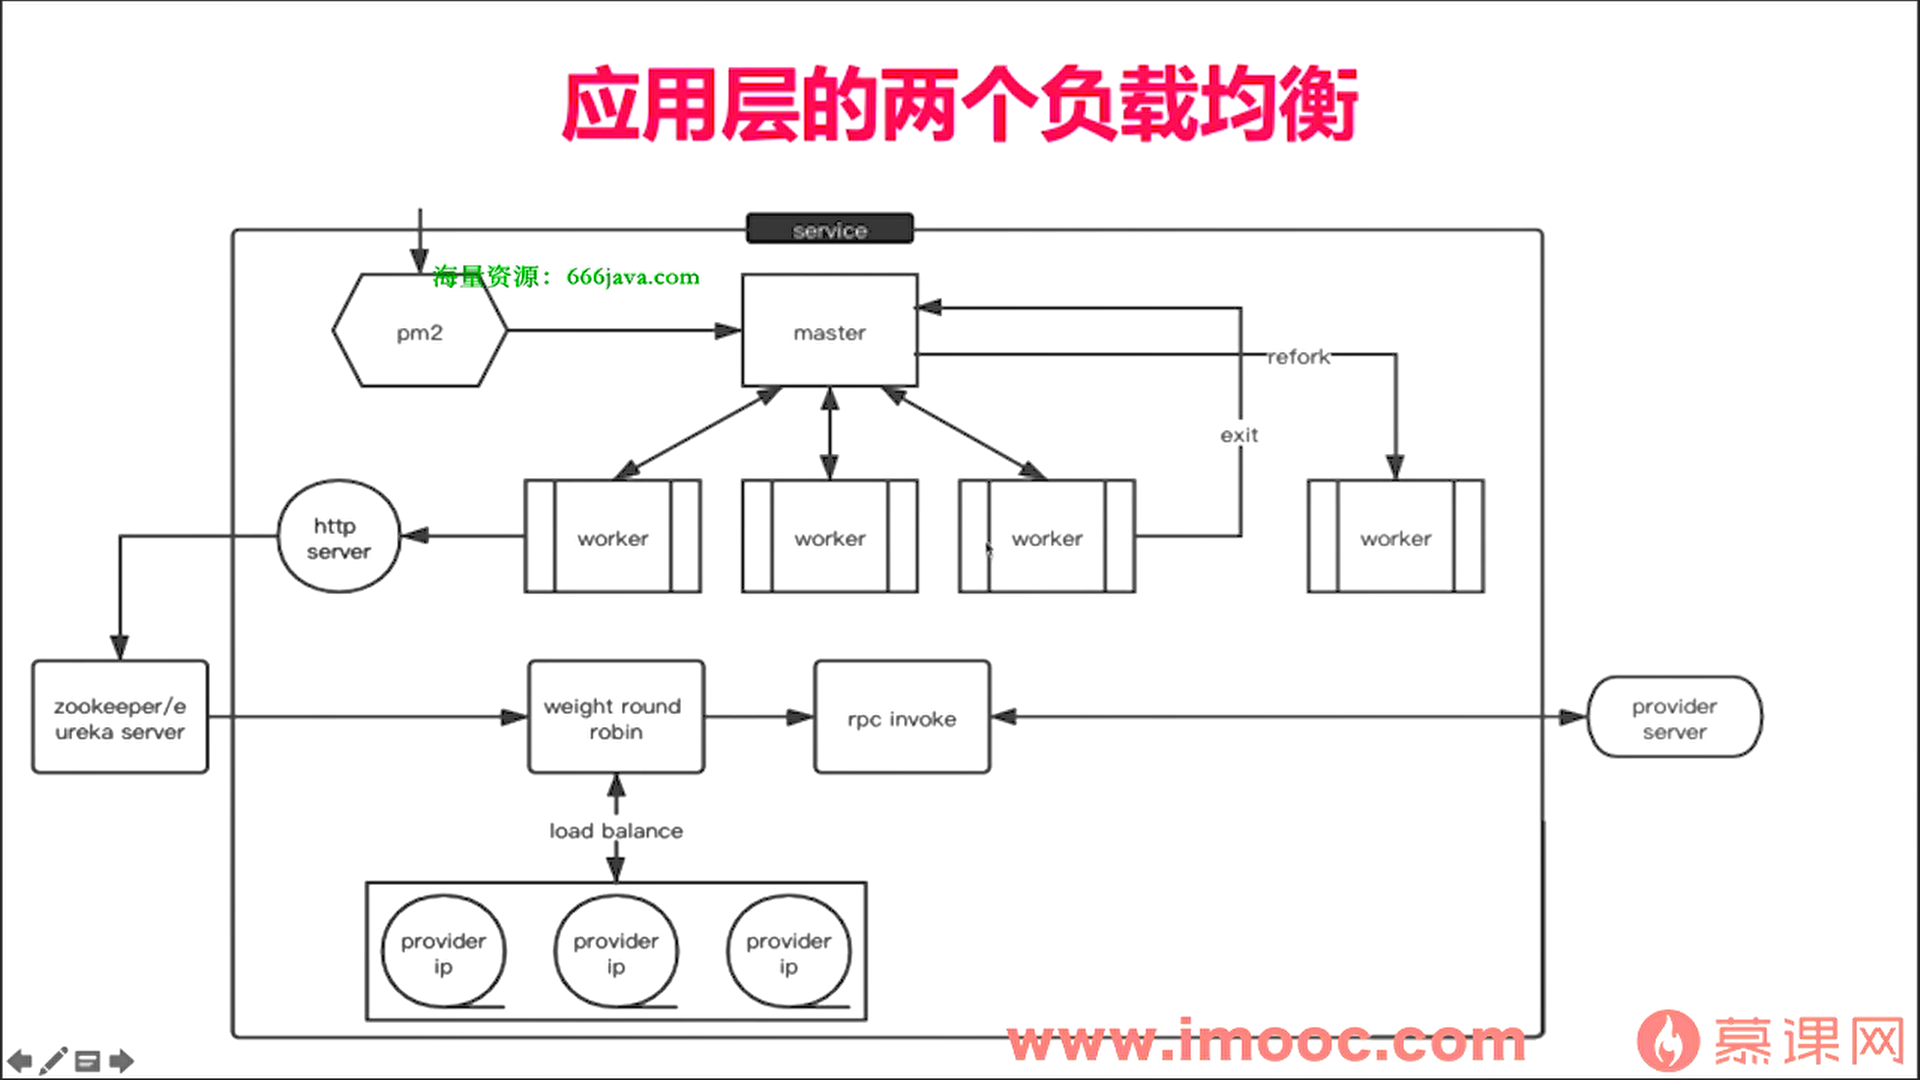 应用层的两个负载均衡
service
海量资源：666java.com
pm2
master
refork
exit
http
server
worker
worker
worker
worker
zookeeper/e
ureka server
weight round
robin
rpc invoke
provider
server
load balance
provider
ip
provider
ip
provider
ip
www.imooc.com
慕课网